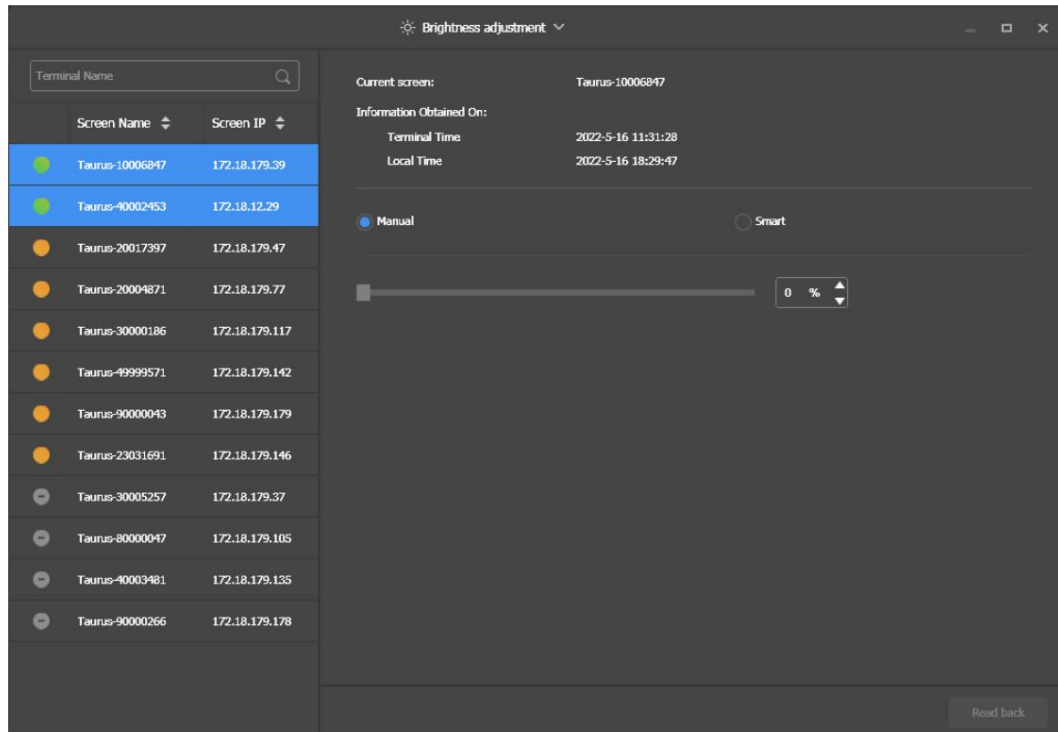 Brightness adjustment
Terminal Name
Screen Name Screen IP
Taurus-10006847 172.18.179.39
Taurus-40002453 172.18.12.29
Taurus-20017397 172.18.179.47
Taurus-20004871 172.18.179.77
Taurus-30000186 172.18.179.117
Taurus-49999571 172.18.179.142
Taurus-90000043 172.18.179.179
Taurus-23031691 172.18.179.146
Taurus-30005257 172.18.179.37
Taurus-80000047 172.18.179.105
Taurus-40003481 172.18.179.135
Taurus-90000266 172.18.179.178
Current screen: Taurus-10006847
Information Obtained On:
Terminal Time 2022-5-16 11:31:28
Local Time 2022-5-16 18:29:47
Manual Smart
0 %
Read back